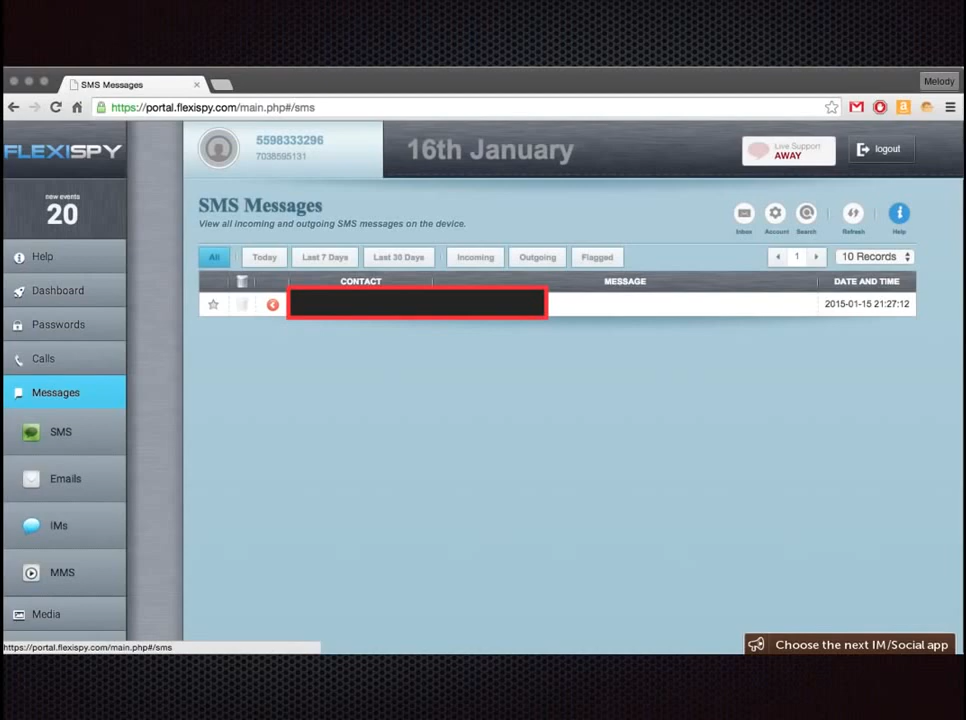 SMS Messages
Melody
https://portal.flexispy.com/main.php#/sms
FLEXISPY
5598333296
7038595131
16th January
Live Support
AWAY
logout
new events
20
SMS Messages
View all incoming and outgoing SMS messages on the device.
Inbox
Account
Search
Refresh
Help
All
Today
Last 7 Days
Last 30 Days
Incoming
Outgoing
Flagged
1
10 Records
CONTACT
MESSAGE
DATE AND TIME
2015-01-15 21:27:12
Help
Dashboard
Passwords
Calls
Messages
SMS
Emails
IMs
MMS
Media
https://portal.flexispy.com/main.php#/sms
Choose the next IM/Social app